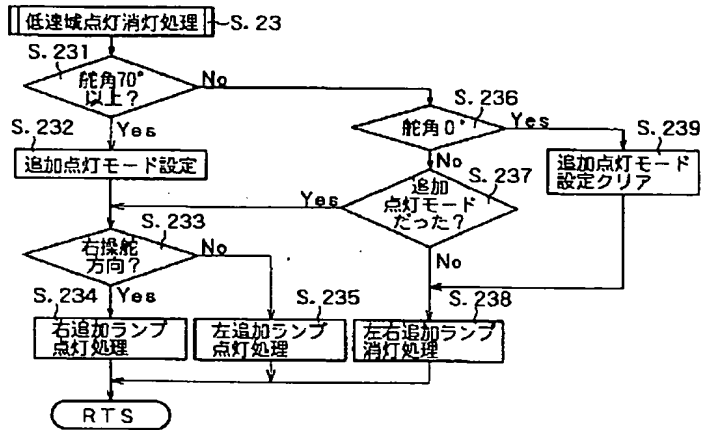 低速域点灯消灯処理
S.23
S.231
舵角70°
以上?
No
Yes
S.236
舵角0°
Yes
No
S.239
追加点灯モード
設定クリア
S.232
追加点灯モード設定
S.237
追加
点灯モード
だった?
Yes
No
S.233
右操舵
方向?
No
Yes
S.234
右追加ランプ
点灯処理
S.235
左追加ランプ
点灯処理
S.238
左右追加ランプ
消灯処理
RTS